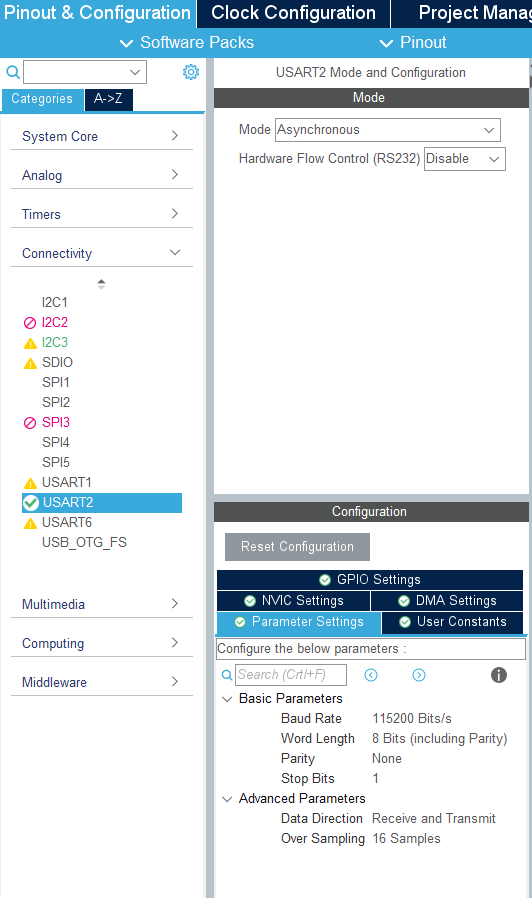 Pinout & Configuration
Clock Configuration
Project Manag
Software Packs
Pinout
Categories
A->Z
System Core
Analog
Timers
Connectivity
I2C1
I2C2
I2C3
SDIO
SPI1
SPI2
SPI3
SPI4
SPI5
USART1
USART2
USART6
USB_OTG_FS
Multimedia
Computing
Middleware
USART2 Mode and Configuration
Mode
Mode Asynchronous
Hardware Flow Control (RS232) Disable
Configuration
Reset Configuration
GPIO Settings
NVIC Settings
DMA Settings
Parameter Settings
User Constants
Configure the below parameters :
Search (Crtl+F)
Basic Parameters
Baud Rate 115200 Bits/s
Word Length 8 Bits (including Parity)
Parity None
Stop Bits 1
Advanced Parameters
Data Direction Receive and Transmit
Over Sampling 16 Samples